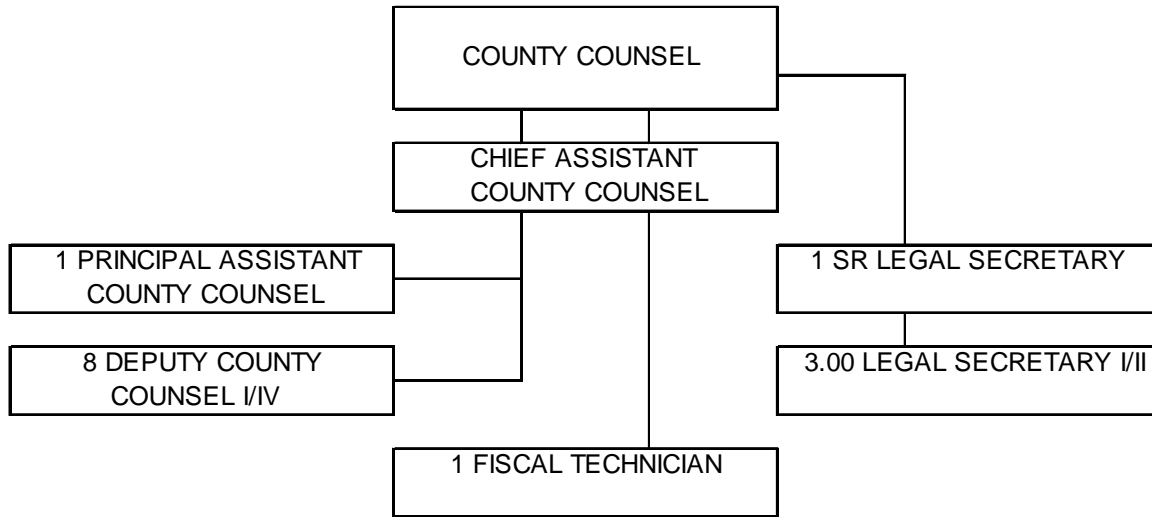 COUNTY COUNSEL
CHIEF ASSISTANT
COUNTY COUNSEL
1 PRINCIPAL ASSISTANT
COUNTY COUNSEL
1 SR LEGAL SECRETARY
8 DEPUTY COUNTY
COUNSEL I/IV
3.00 LEGAL SECRETARY I/II
1 FISCAL TECHNICIAN